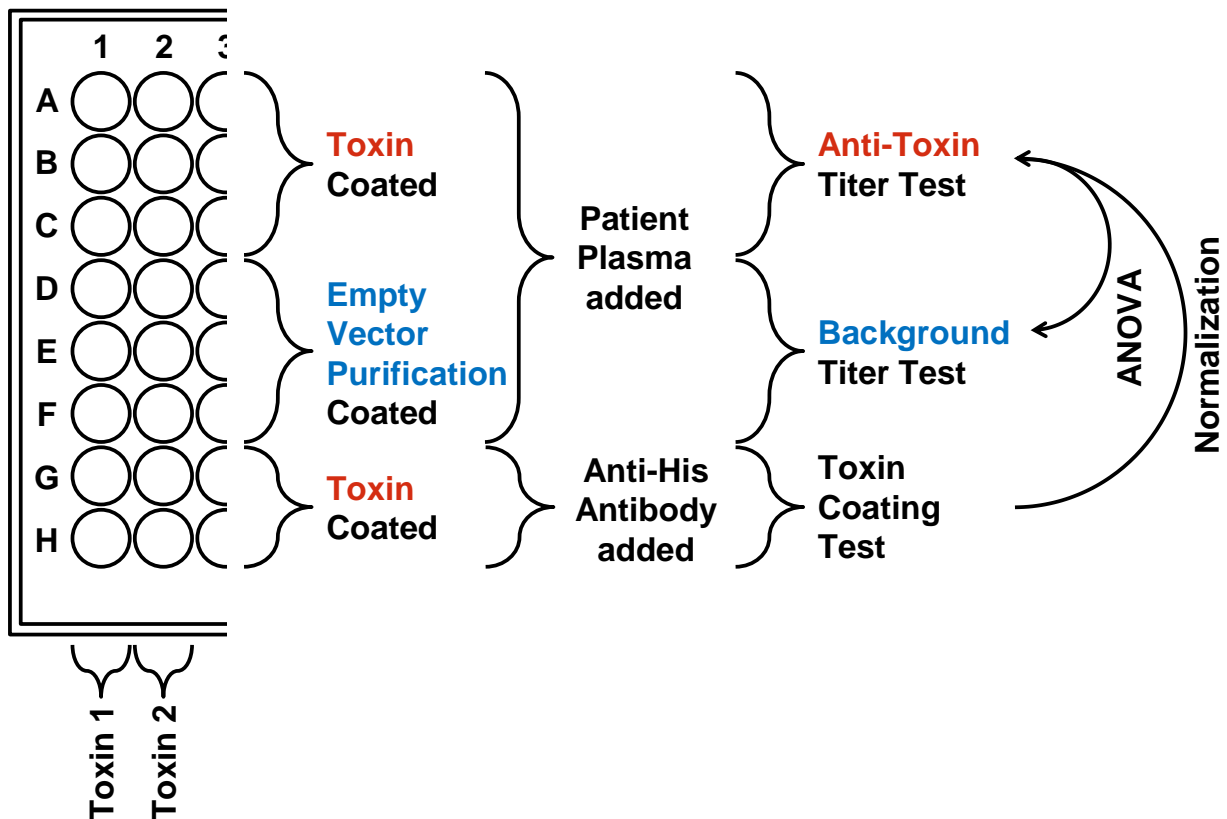 1 2 3
A
B
C
D
E
F
G
H
Toxin
Coated
Empty
Vector
Purification
Coated
Toxin
Coated
Patient
Plasma
added
Anti-His
Antibody
added
Anti-Toxin
Titer Test
Background
Titer Test
Toxin
Coating
Test
ANOVA
Normalization
Toxin 1
Toxin 2